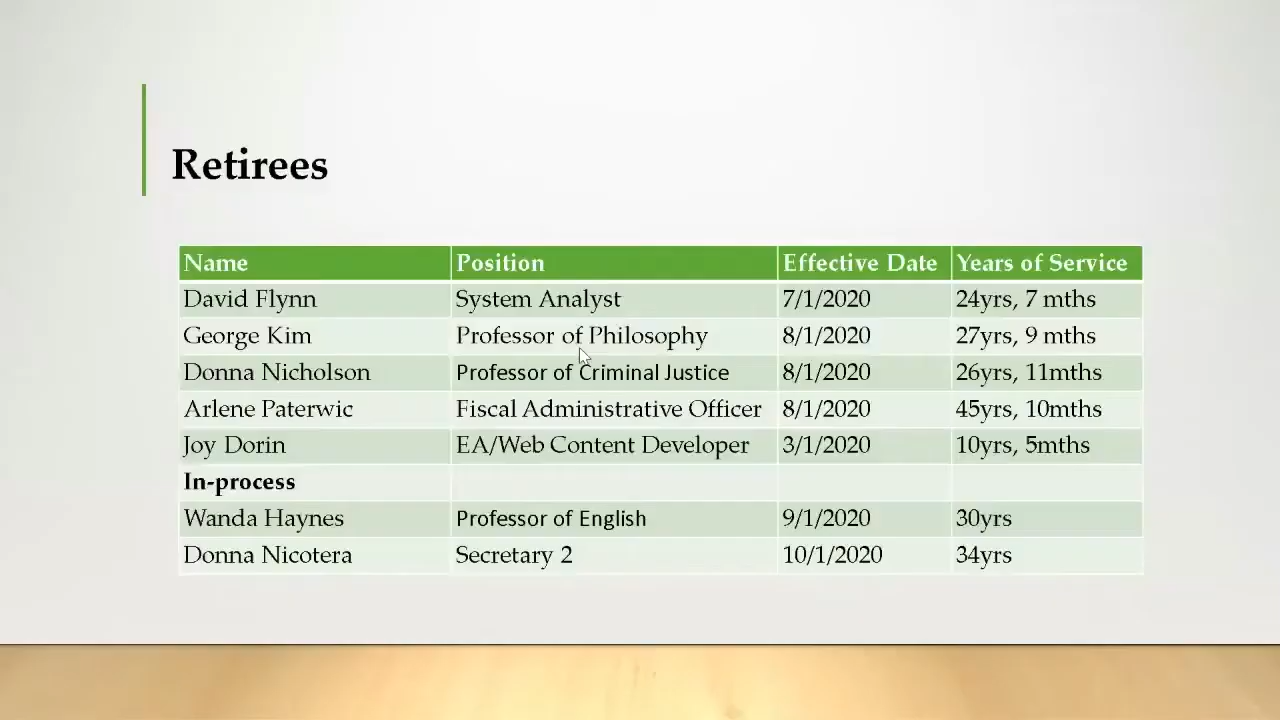 Retirees
Name Position Effective Date Years of Service
David Flynn System Analyst 7/1/2020 24yrs, 7 mths
George Kim Professor of Philosophy 8/1/2020 27yrs, 9 mths
Donna Nicholson Professor of Criminal Justice 8/1/2020 26yrs, 11mths
Arlene Paterwic Fiscal Administrative Officer 8/1/2020 45yrs, 10mths
Joy Dorin EA/Web Content Developer 3/1/2020 10yrs, 5mths
In-process
Wanda Haynes Professor of English 9/1/2020 30yrs
Donna Nicotera Secretary 2 10/1/2020 34yrs